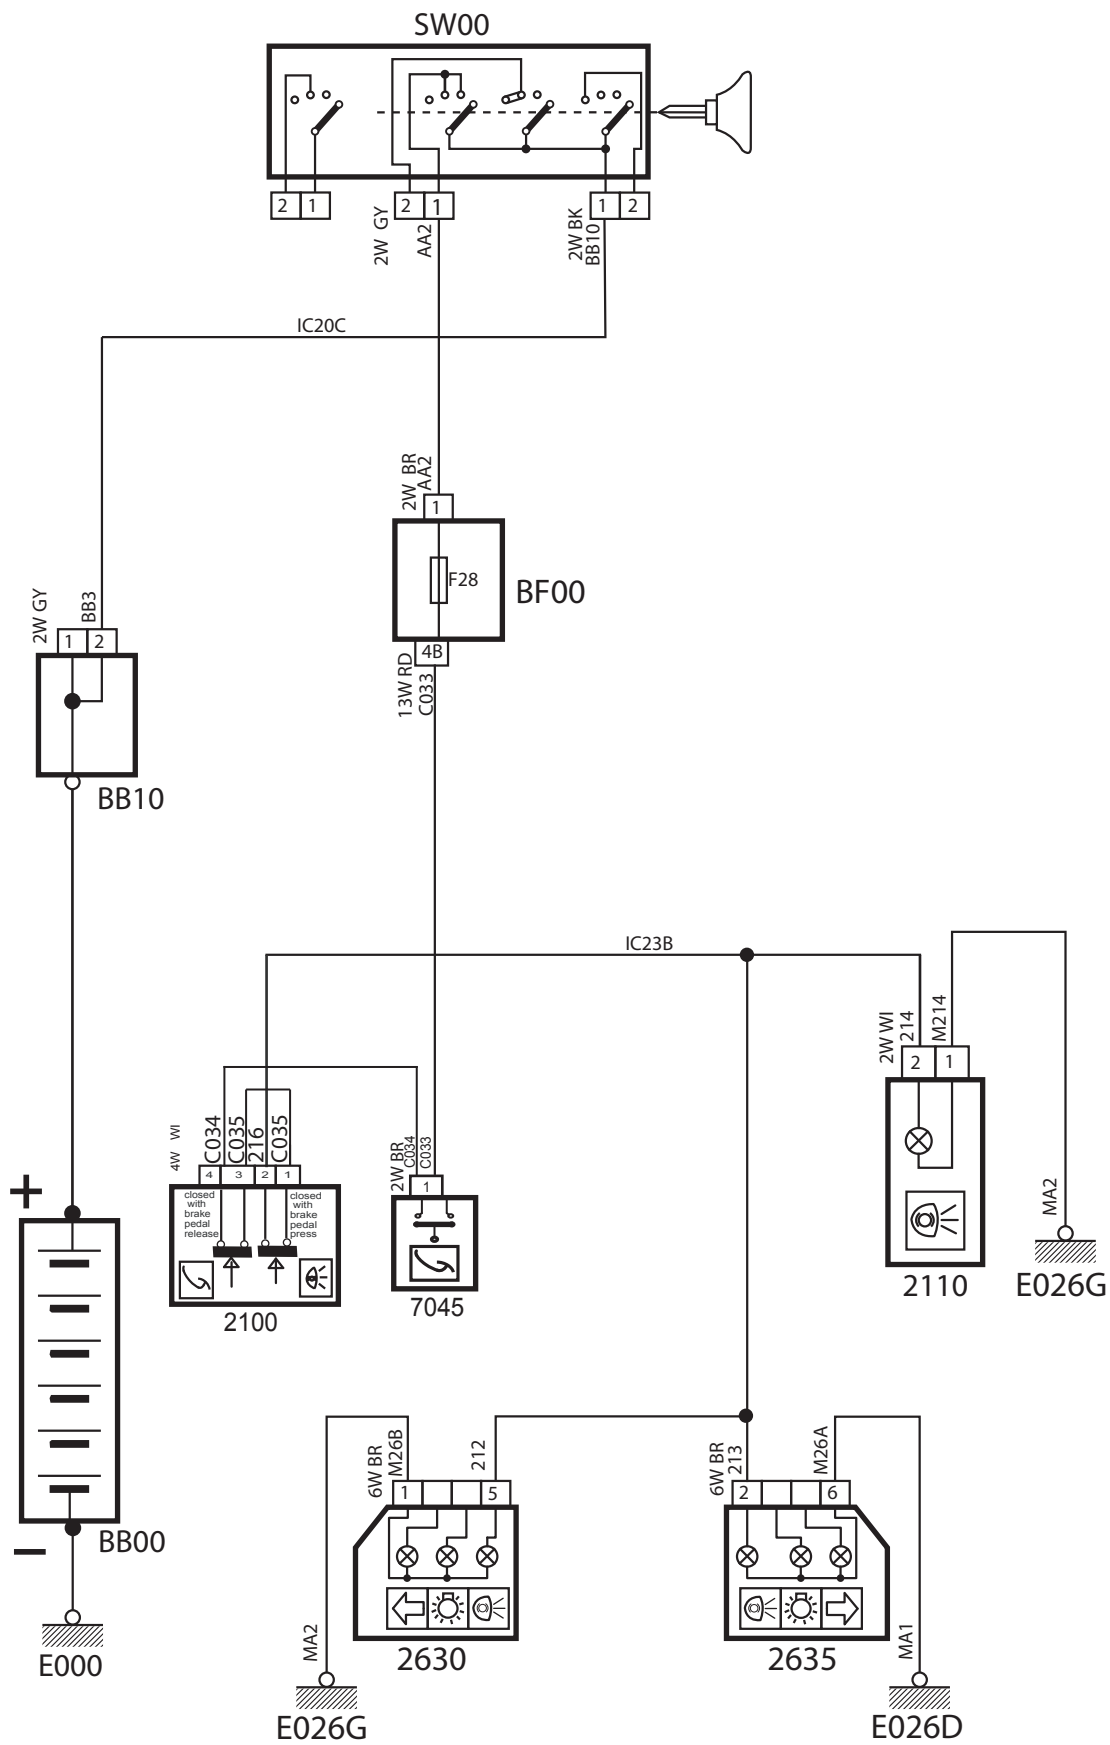 SW00
2 1
2 1
1 2
2W GY
AA2
2W BK
BB10
IC20C
2W BR
AA2
1
F28
BF00
4B
13W RD
C033
2W GY
BB3
1 2
BB10
IC23B
2W WI
214
M214
2 1
MA2
2110
E026G
4W WI
C034
C035
216
C035
4 3 2 1
closed
with
brake
pedal
release
closed
with
brake
pedal
press
2100
2W BR
C034
C033
1
7045
+
−
BB00
E000
6W BR
M26B
212
1 5
MA2
2630
E026G
6W BR
213
M26A
2 6
MA1
2635
E026D